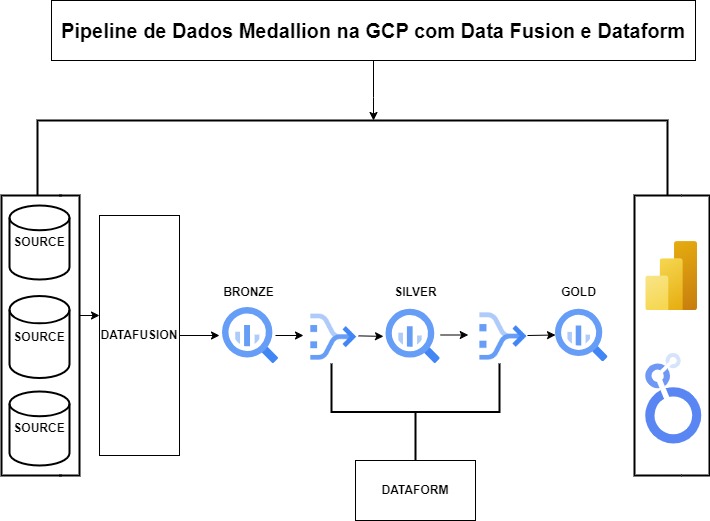 Pipeline de Dados Medallion na GCP com Data Fusion e Dataform
SOURCE
SOURCE
SOURCE
DATAFUSION
BRONZE
SILVER
GOLD
DATAFORM